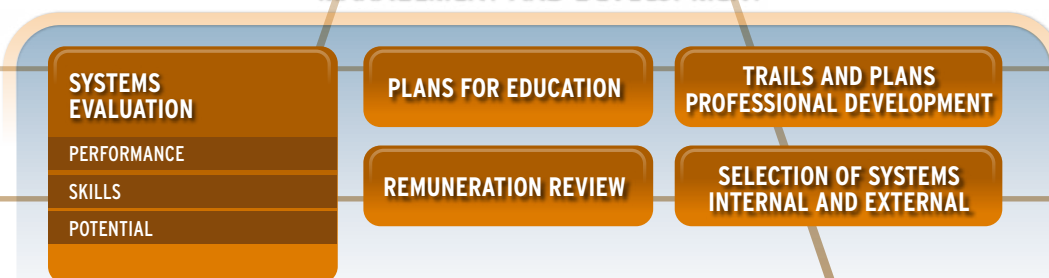 SYSTEMS
EVALUATION
PERFORMANCE
SKILLS
POTENTIAL
PLANS FOR EDUCATION
TRAILS AND PLANS
PROFESSIONAL DEVELOPMENT
REMUNERATION REVIEW
SELECTION OF SYSTEMS
INTERNAL AND EXTERNAL